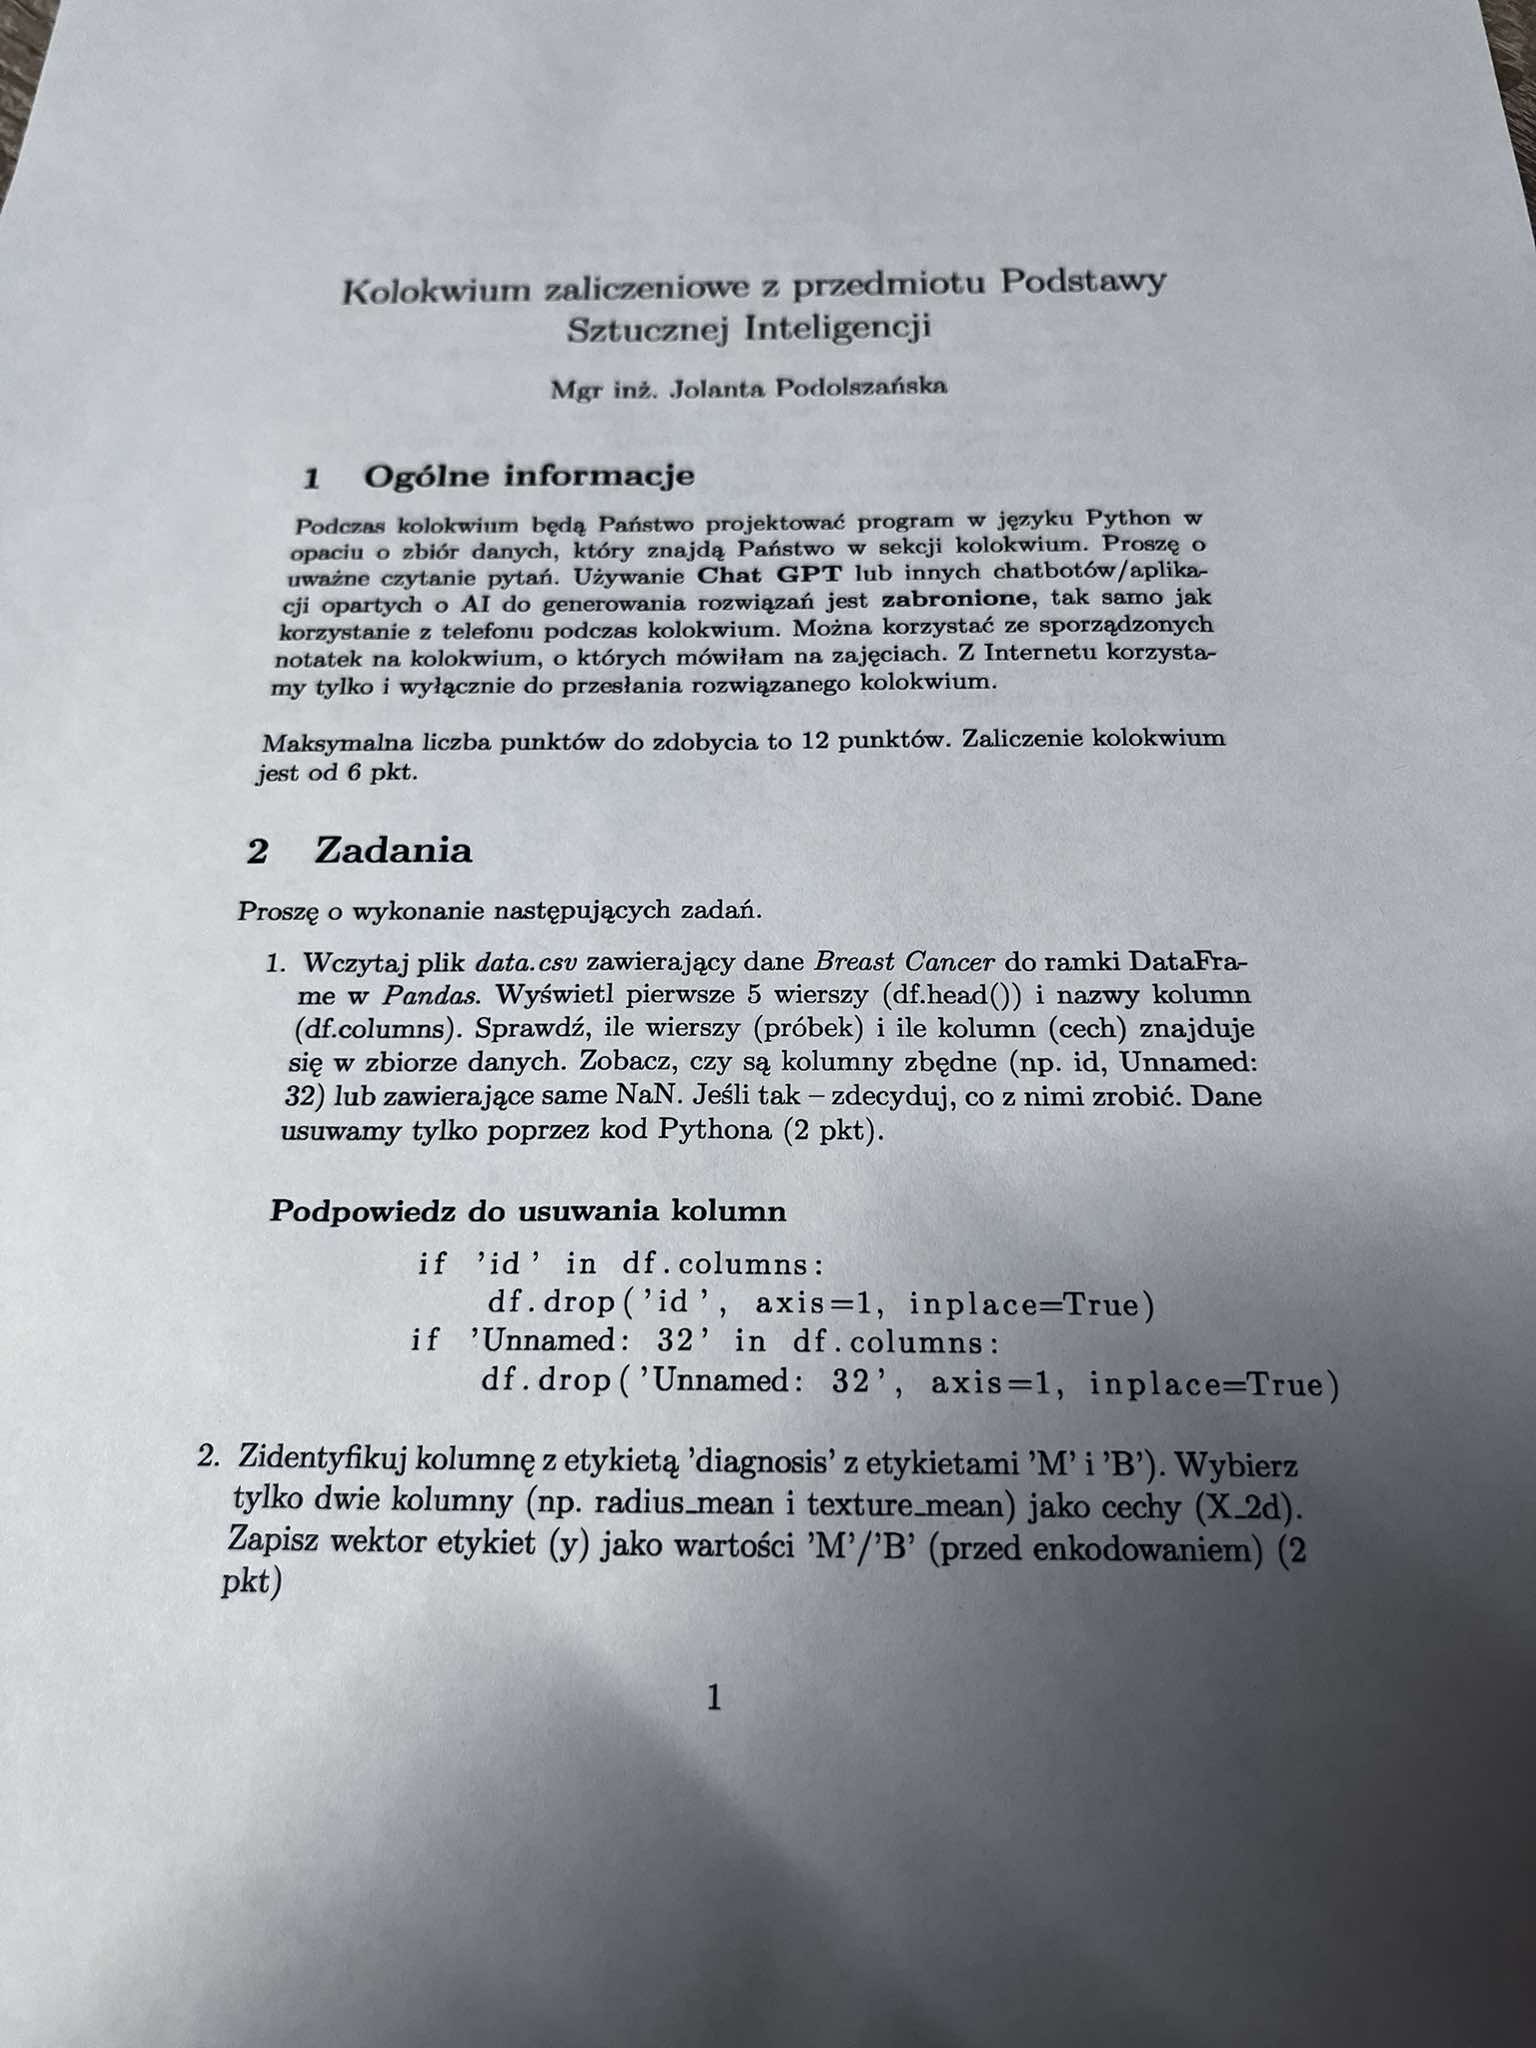 Kolokwium zaliczeniowe z przedmiotu Podstawy
Sztucznej Inteligencji
Mgr inż. Jolanta Podolszańska
1 Ogólne informacje
Podczas kolokwium będą Państwo projektować program w języku Python w
opaciu o zbiór danych, który znajdą Państwo w sekcji kolokwium. Proszę o
uważne czytanie pytań. Używanie Chat GPT lub innych chatbotów/aplika-
cji opartych o AI do generowania rozwiązań jest zabronione, tak samo jak
korzystanie z telefonu podczas kolokwium. Można korzystać ze sporządzonych
notatek na kolokwium, o których mówiłam na zajęciach. Z Internetu korzysta-
my tylko i wyłącznie do przesłania rozwiązanego kolokwium.
Maksymalna liczba punktów do zdobycia to 12 punktów. Zaliczenie kolokwium
jest od 6 pkt.
2 Zadania
Proszę o wykonanie następujących zadań.
1. Wczytaj plik data.csv zawierający dane Breast Cancer do ramki DataFra-
me w Pandas. Wyświetl pierwsze 5 wierszy (df.head()) i nazwy kolumn
(df.columns). Sprawdź, ile wierszy (próbek) i ile kolumn (cech) znajduje
się w zbiorze danych. Zobacz, czy są kolumny zbędne (np. id, Unnamed:
32) lub zawierające same NaN. Jeśli tak – zdecyduj, co z nimi zrobić. Dane
usuwamy tylko poprzez kod Pythona (2 pkt).
Podpowiedz do usuwania kolumn
if 'id' in df.columns:
df.drop('id', axis=1, inplace=True)
if 'Unnamed: 32' in df.columns:
df.drop('Unnamed: 32', axis=1, inplace=True)
2. Zidentyfikuj kolumnę z etykietą 'diagnosis' z etykietami 'M' i 'B'). Wybierz
tylko dwie kolumny (np. radius_mean i texture_mean) jako cechy (X_2d).
Zapisz wektor etykiet (y) jako wartości 'M'/'B' (przed enkodowaniem) (2
pkt)
1